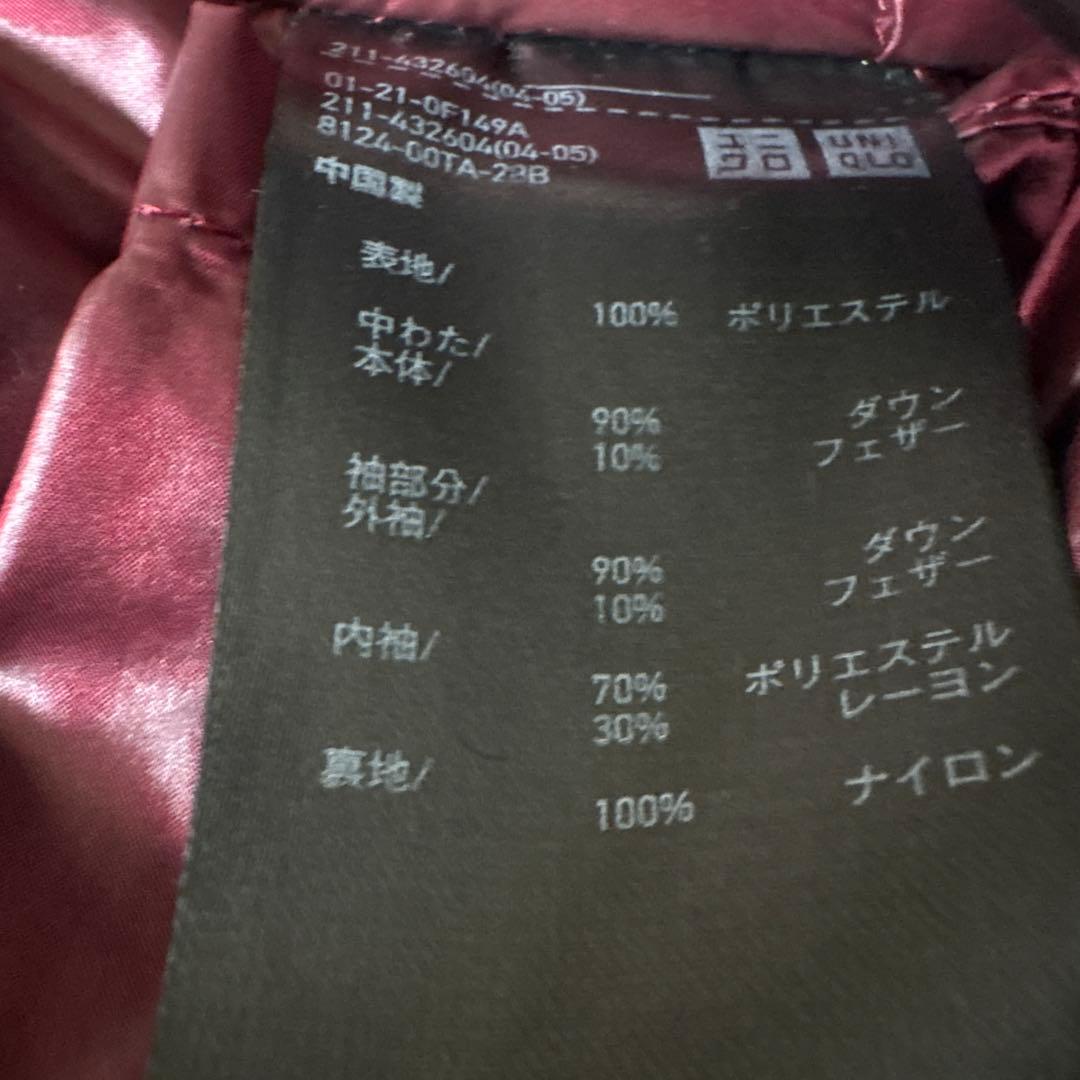 211-432604(04-05)
01-21-0F149A
211-432604(04-05)
8124-00TA-23B
ユニクロ
UNIQLO
中国製
表地/
100% ポリエステル
中わた/
本体/
90% ダウン
10% フェザー
袖部分/
外袖/
90% ダウン
10% フェザー
内袖/
70% ポリエステル
30% レーヨン
裏地/
100% ナイロン